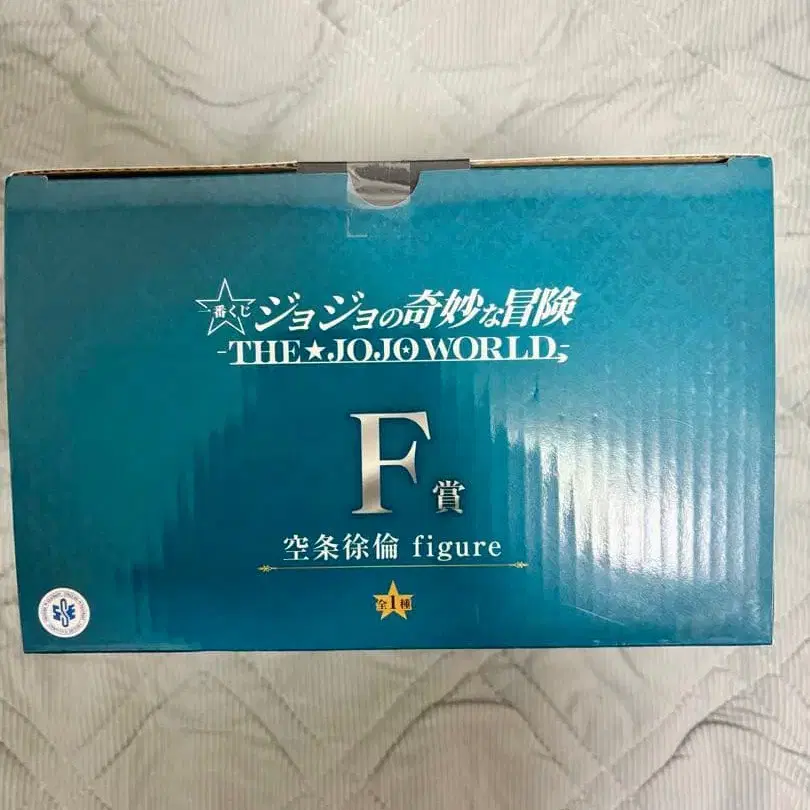 一番くじ ジョジョの奇妙な冒険
-THE★JOJO WORLD-
F賞
空条徐倫 figure
全1種